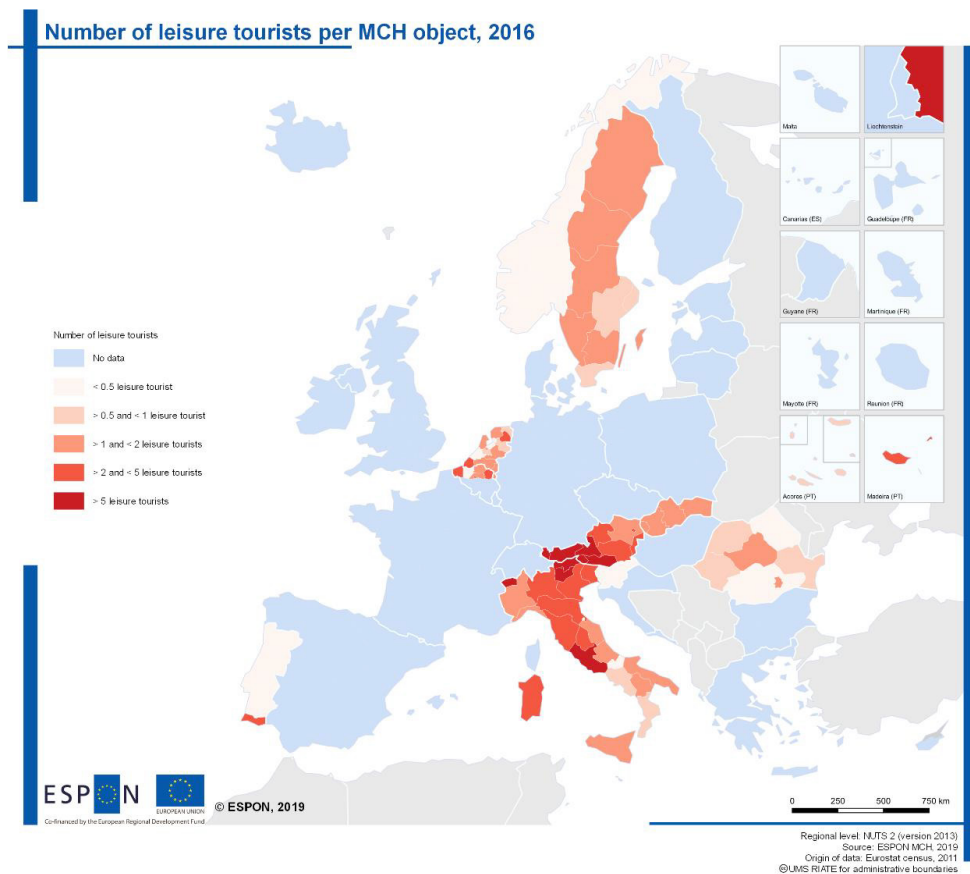 Number of leisure tourists per MCH object, 2016
Malta
Liechtenstein
Canarias (ES)
Guadeloupe (FR)
Guyane (FR)
Martinique (FR)
Mayotte (FR)
Reunion (FR)
Acores (PT)
Madeira (PT)
Number of leisure tourists
No data
< 0.5 leisure tourist
> 0.5 and < 1 leisure tourist
> 1 and < 2 leisure tourists
> 2 and < 5 leisure tourists
> 5 leisure tourists
ESPON
EUROPEAN UNION
Co-financed by the European Regional Development Fund
© ESPON, 2019
0 250 500 750 km
Regional level: NUTS 2 (version 2013)
Source: ESPON MCH, 2019
Origin of data: Eurostat census, 2011
©UMS RIATE for administrative boundaries